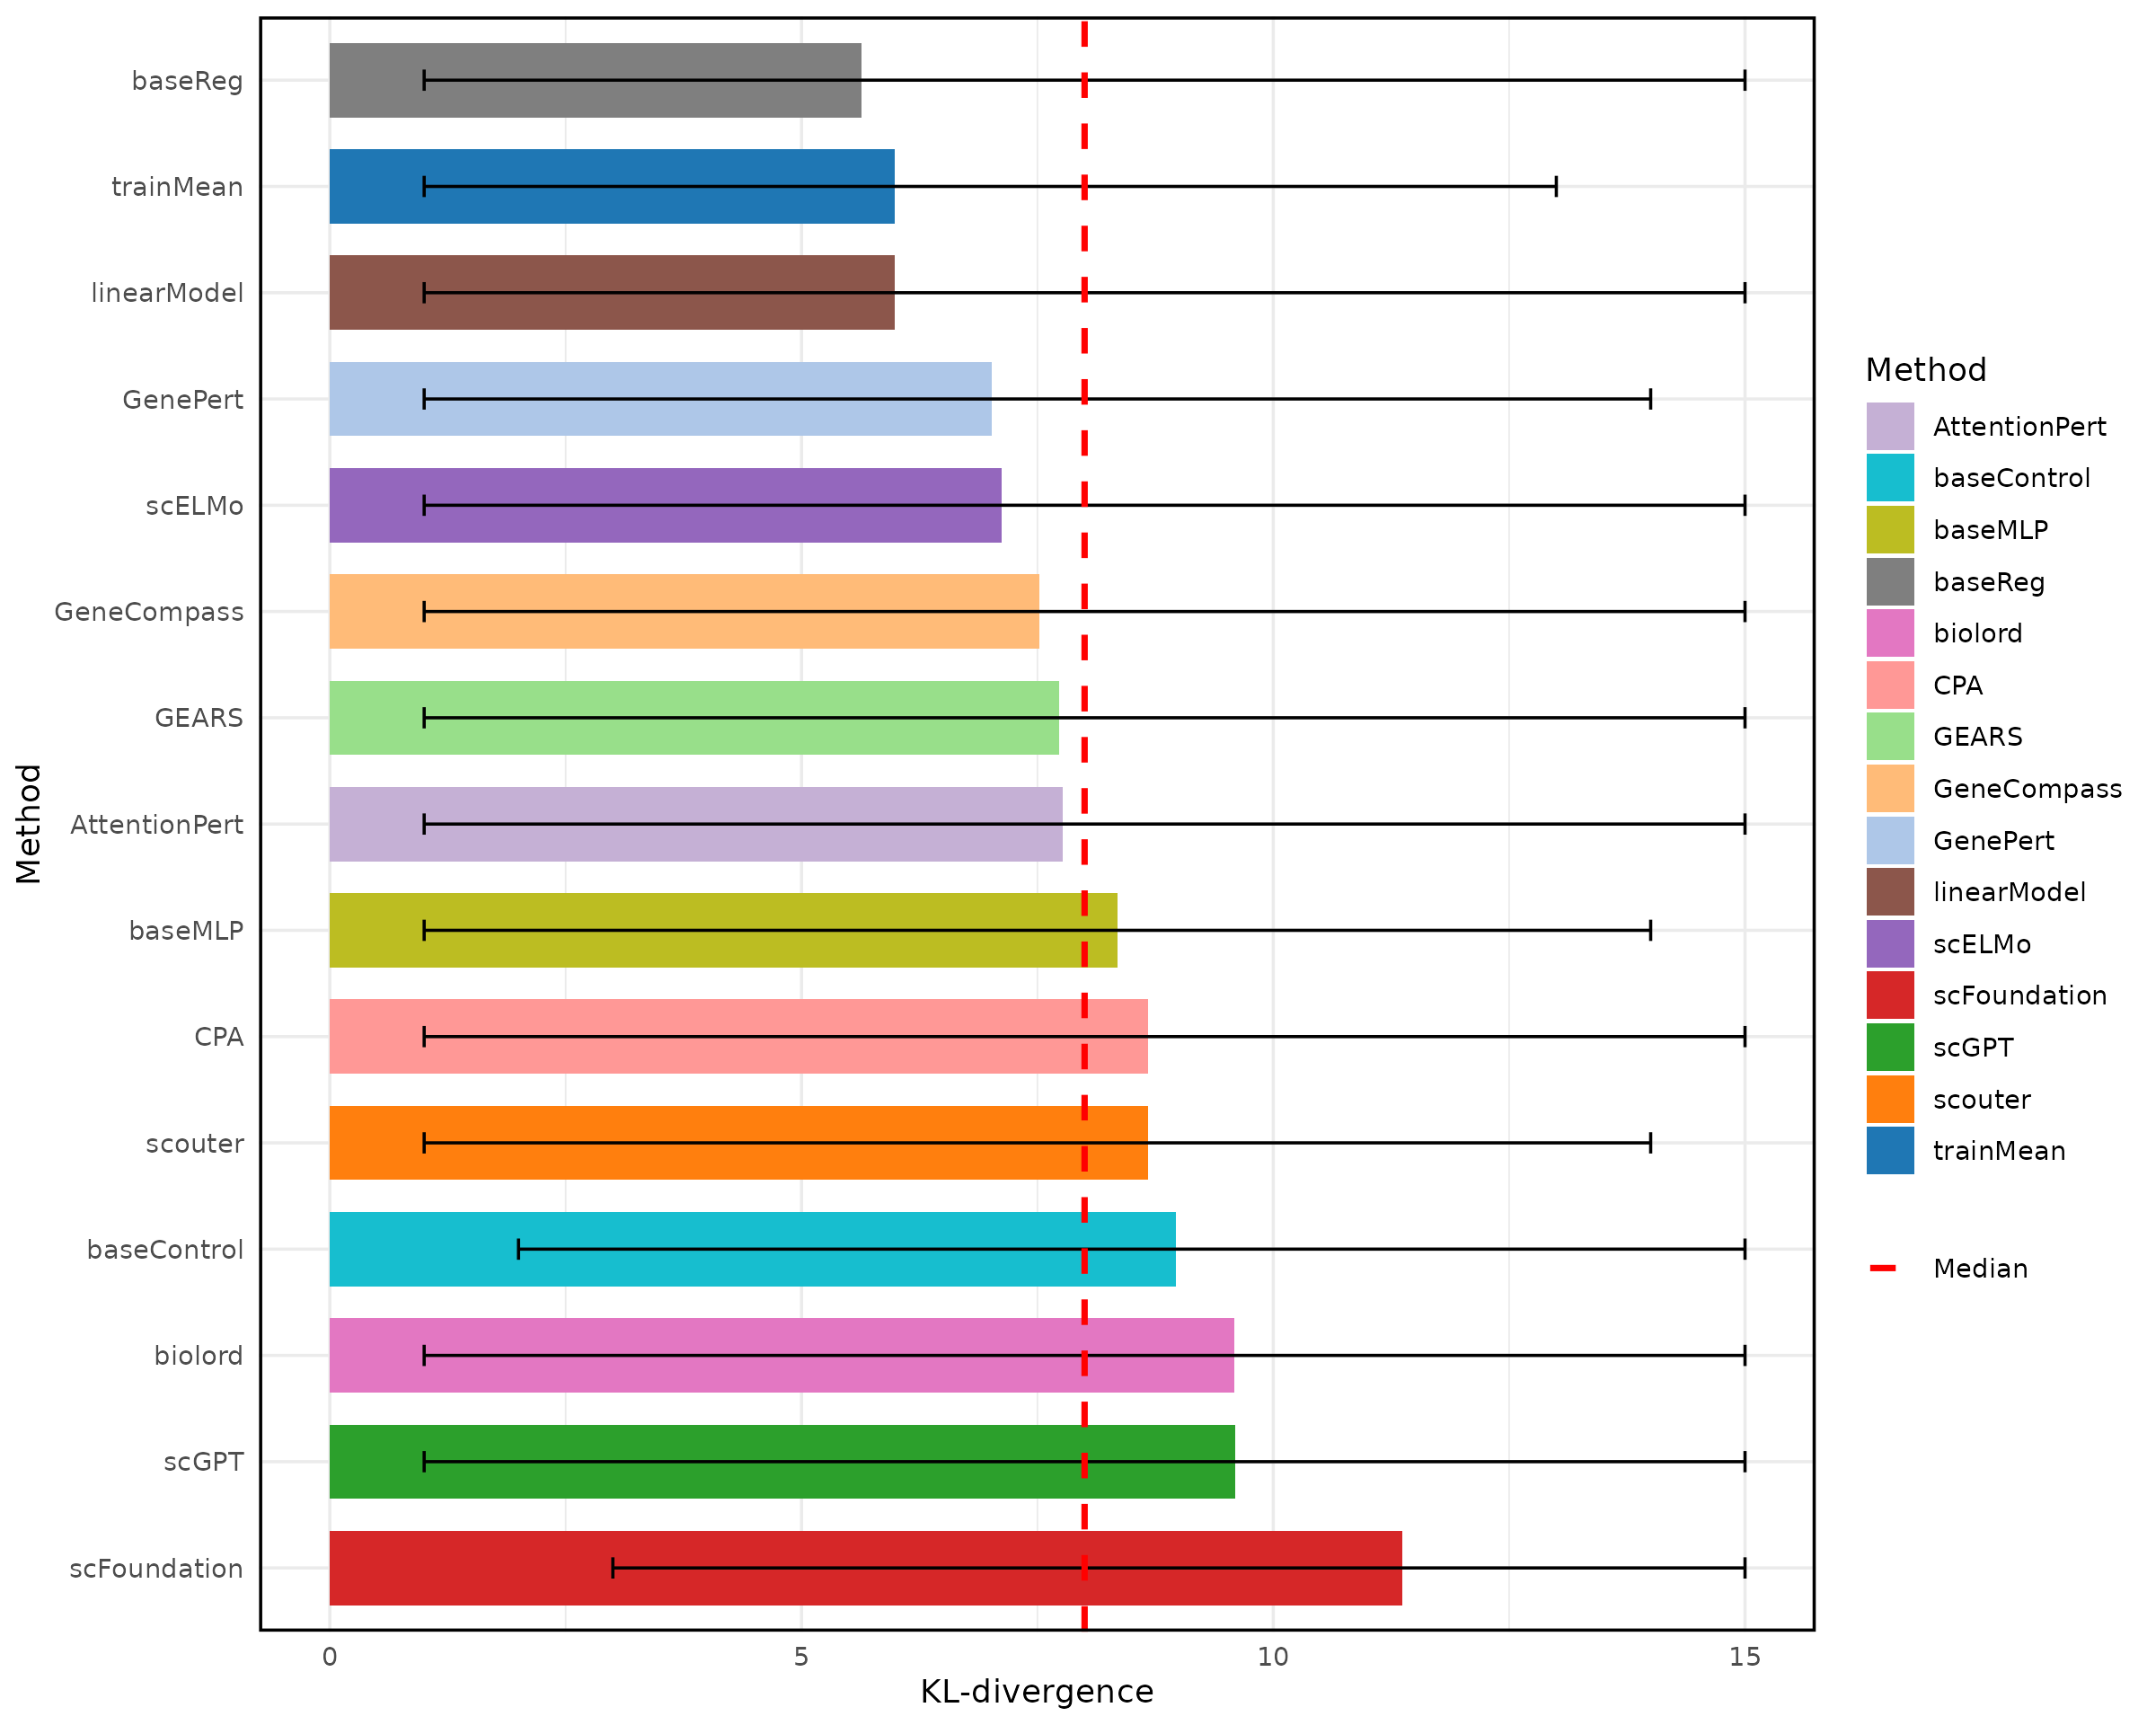 Method
baseReg
trainMean
linearModel
GenePert
scELMo
GeneCompass
GEARS
AttentionPert
baseMLP
CPA
scouter
baseControl
biolord
scGPT
scFoundation
0 5 10 15
KL-divergence
Method
AttentionPert
baseControl
baseMLP
baseReg
biolord
CPA
GEARS
GeneCompass
GenePert
linearModel
scELMo
scFoundation
scGPT
scouter
trainMean
Median